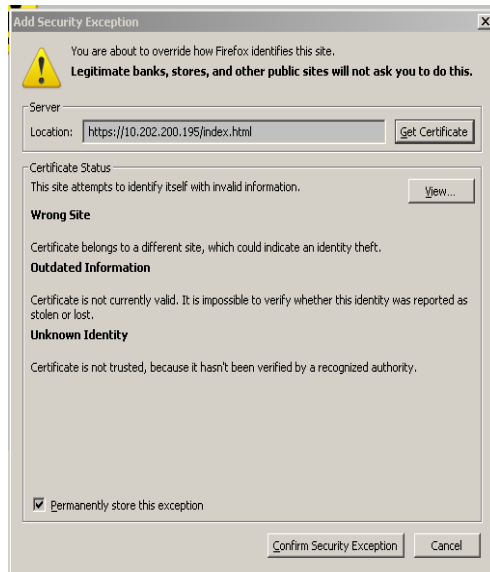 Add Security Exception
You are about to override how Firefox identifies this site.
Legitimate banks, stores, and other public sites will not ask you to do this.
Server
Location: https://10.202.200.195/index.html Get Certificate
Certificate Status
This site attempts to identify itself with invalid information. View...
Wrong Site
Certificate belongs to a different site, which could indicate an identity theft.
Outdated Information
Certificate is not currently valid. It is impossible to verify whether this identity was reported as
stolen or lost.
Unknown Identity
Certificate is not trusted, because it hasn't been verified by a recognized authority.
Permanently store this exception
Confirm Security Exception Cancel